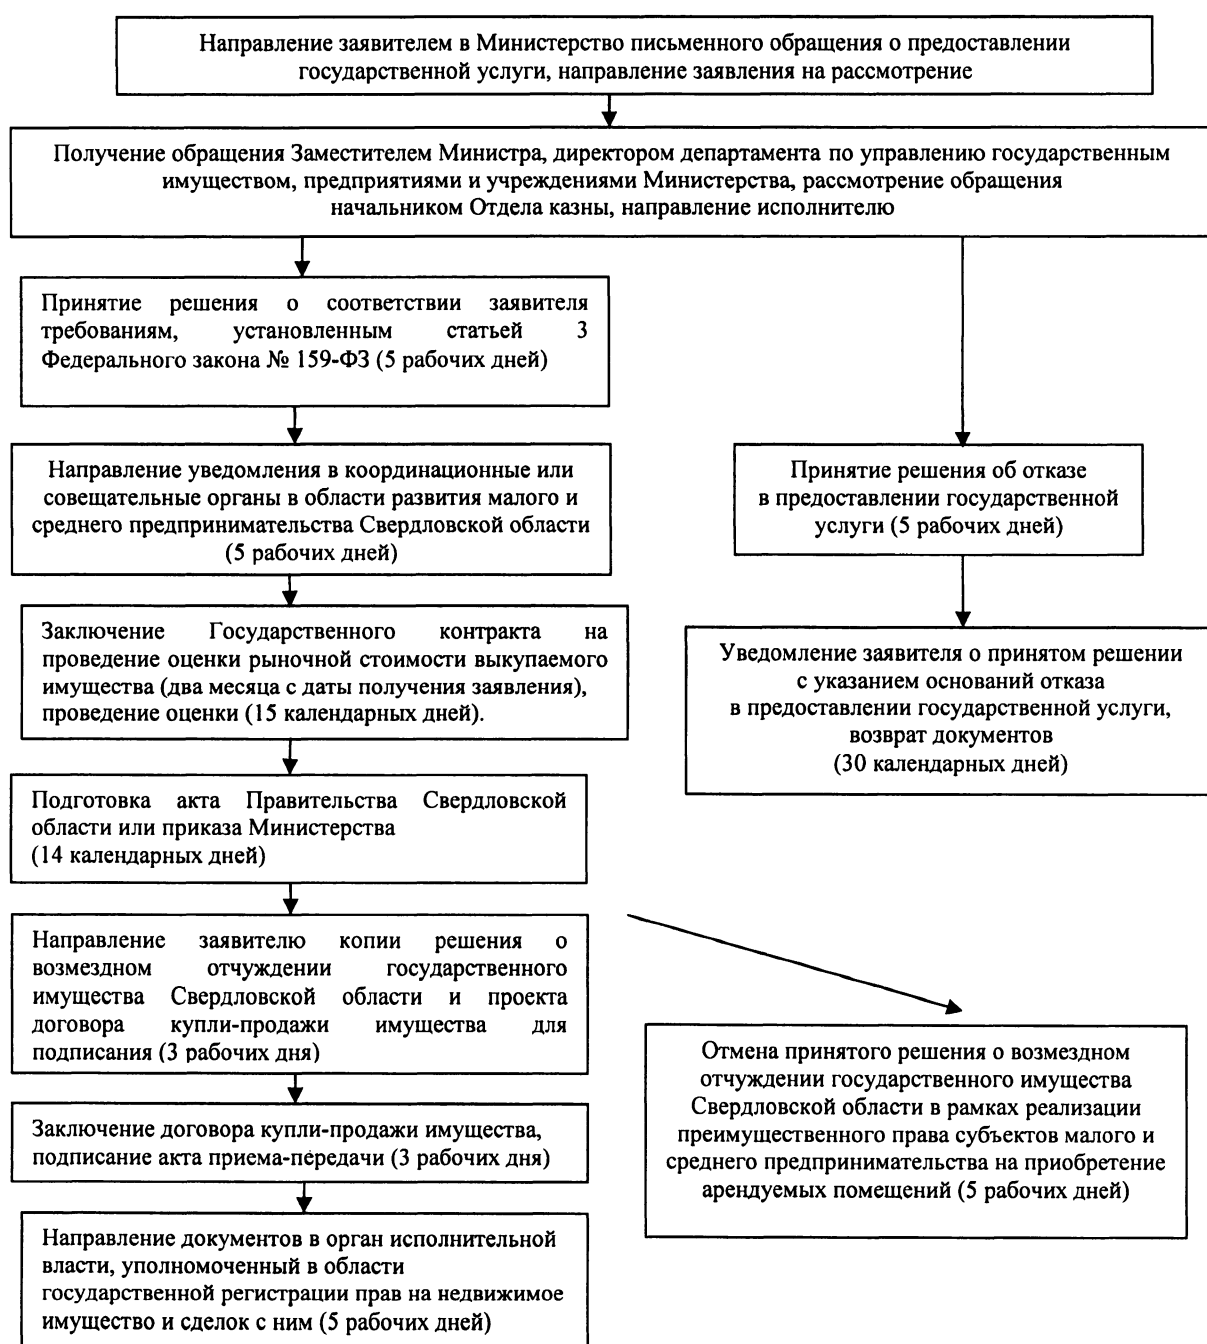 Направление заявителем в Министерство письменного обращения о предоставлении
государственной услуги, направление заявления на рассмотрение
Получение обращения Заместителем Министра, директором департамента по управлению государственным
имуществом, предприятиями и учреждениями Министерства, рассмотрение обращения
начальником Отдела казны, направление исполнителю
Принятие решения о соответствии заявителя
требованиям, установленным статьей 3
Федерального закона № 159-ФЗ (5 рабочих дней)
Направление уведомления в координационные или
совещательные органы в области развития малого и
среднего предпринимательства Свердловской области
(5 рабочих дней)
Заключение Государственного контракта на
проведение оценки рыночной стоимости выкупаемого
имущества (два месяца с даты получения заявления),
проведение оценки (15 календарных дней).
Подготовка акта Правительства Свердловской
области или приказа Министерства
(14 календарных дней)
Направление заявителю копии решения о
возмездном отчуждении государственного
имущества Свердловской области и проекта
договора купли-продажи имущества для
подписания (3 рабочих дня)
Заключение договора купли-продажи имущества,
подписание акта приема-передачи (3 рабочих дня)
Направление документов в орган исполнительной
власти, уполномоченный в области
государственной регистрации прав на недвижимое
имущество и сделок с ним (5 рабочих дней)
Принятие решения об отказе
в предоставлении государственной
услуги (5 рабочих дней)
Уведомление заявителя о принятом решении
с указанием оснований отказа
в предоставлении государственной услуги,
возврат документов
(30 календарных дней)
Отмена принятого решения о возмездном
отчуждении государственного имущества
Свердловской области в рамках реализации
преимущественного права субъектов малого и
среднего предпринимательства на приобретение
арендуемых помещений (5 рабочих дней)